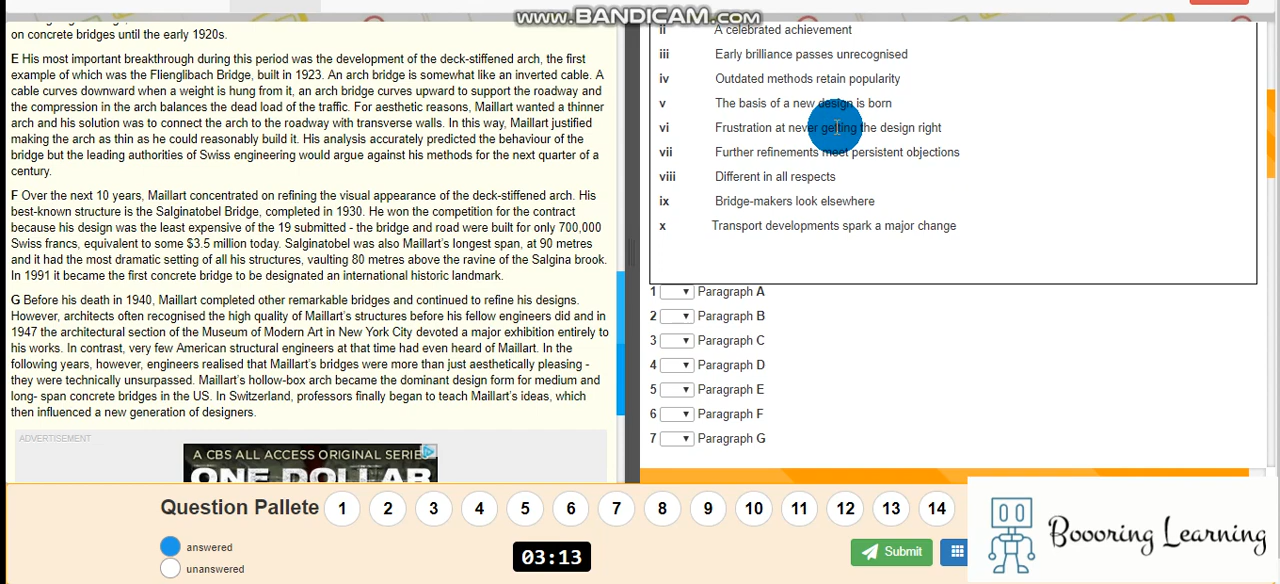 www.BANDICAM.com
on concrete bridges until the early 1920s.
E His most important breakthrough during this period was the development of the deck-stiffened arch, the first
example of which was the Flienglibach Bridge, built in 1923. An arch bridge is somewhat like an inverted cable. A
cable curves downward when a weight is hung from it, an arch bridge curves upward to support the roadway and
the compression in the arch balances the dead load of the traffic. For aesthetic reasons, Maillart wanted a thinner
arch and his solution was to connect the arch to the roadway with transverse walls. In this way, Maillart justified
making the arch as thin as he could reasonably build it. His analysis accurately predicted the behaviour of the
bridge but the leading authorities of Swiss engineering would argue against his methods for the next quarter of a
century.
F Over the next 10 years, Maillart concentrated on refining the visual appearance of the deck-stiffened arch. His
best-known structure is the Salginatobel Bridge, completed in 1930. He won the competition for the contract
because his design was the least expensive of the 19 submitted - the bridge and road were built for only 700,000
Swiss francs, equivalent to some $3.5 million today. Salginatobel was also Maillart's longest span, at 90 metres
and it had the most dramatic setting of all his structures, vaulting 80 metres above the ravine of the Salgina brook.
In 1991 it became the first concrete bridge to be designated an international historic landmark.
G Before his death in 1940, Maillart completed other remarkable bridges and continued to refine his designs.
However, architects often recognised the high quality of Maillart's structures before his fellow engineers did and in
1947 the architectural section of the Museum of Modern Art in New York City devoted a major exhibition entirely to
his works. In contrast, very few American structural engineers at that time had even heard of Maillart. In the
following years, however, engineers realised that Maillart's bridges were more than just aesthetically pleasing -
they were technically unsurpassed. Maillart's hollow-box arch became the dominant design form for medium and
long- span concrete bridges in the US. In Switzerland, professors finally began to teach Maillart's ideas, which
then influenced a new generation of designers.
ADVERTISEMENT
A CBS ALL ACCESS ORIGINAL SERIES
ONE DOLLAR
ii A celebrated achievement
iii Early brilliance passes unrecognised
iv Outdated methods retain popularity
v The basis of a new design is born
vi Frustration at never getting the design right
vii Further refinements meet persistent objections
viii Different in all respects
ix Bridge-makers look elsewhere
x Transport developments spark a major change
1 Paragraph A
2 Paragraph B
3 Paragraph C
4 Paragraph D
5 Paragraph E
6 Paragraph F
7 Paragraph G
Question Pallete 1 2 3 4 5 6 7 8 9 10 11 12 13 14
answered
unanswered
03:13
Submit
Boooring Learning